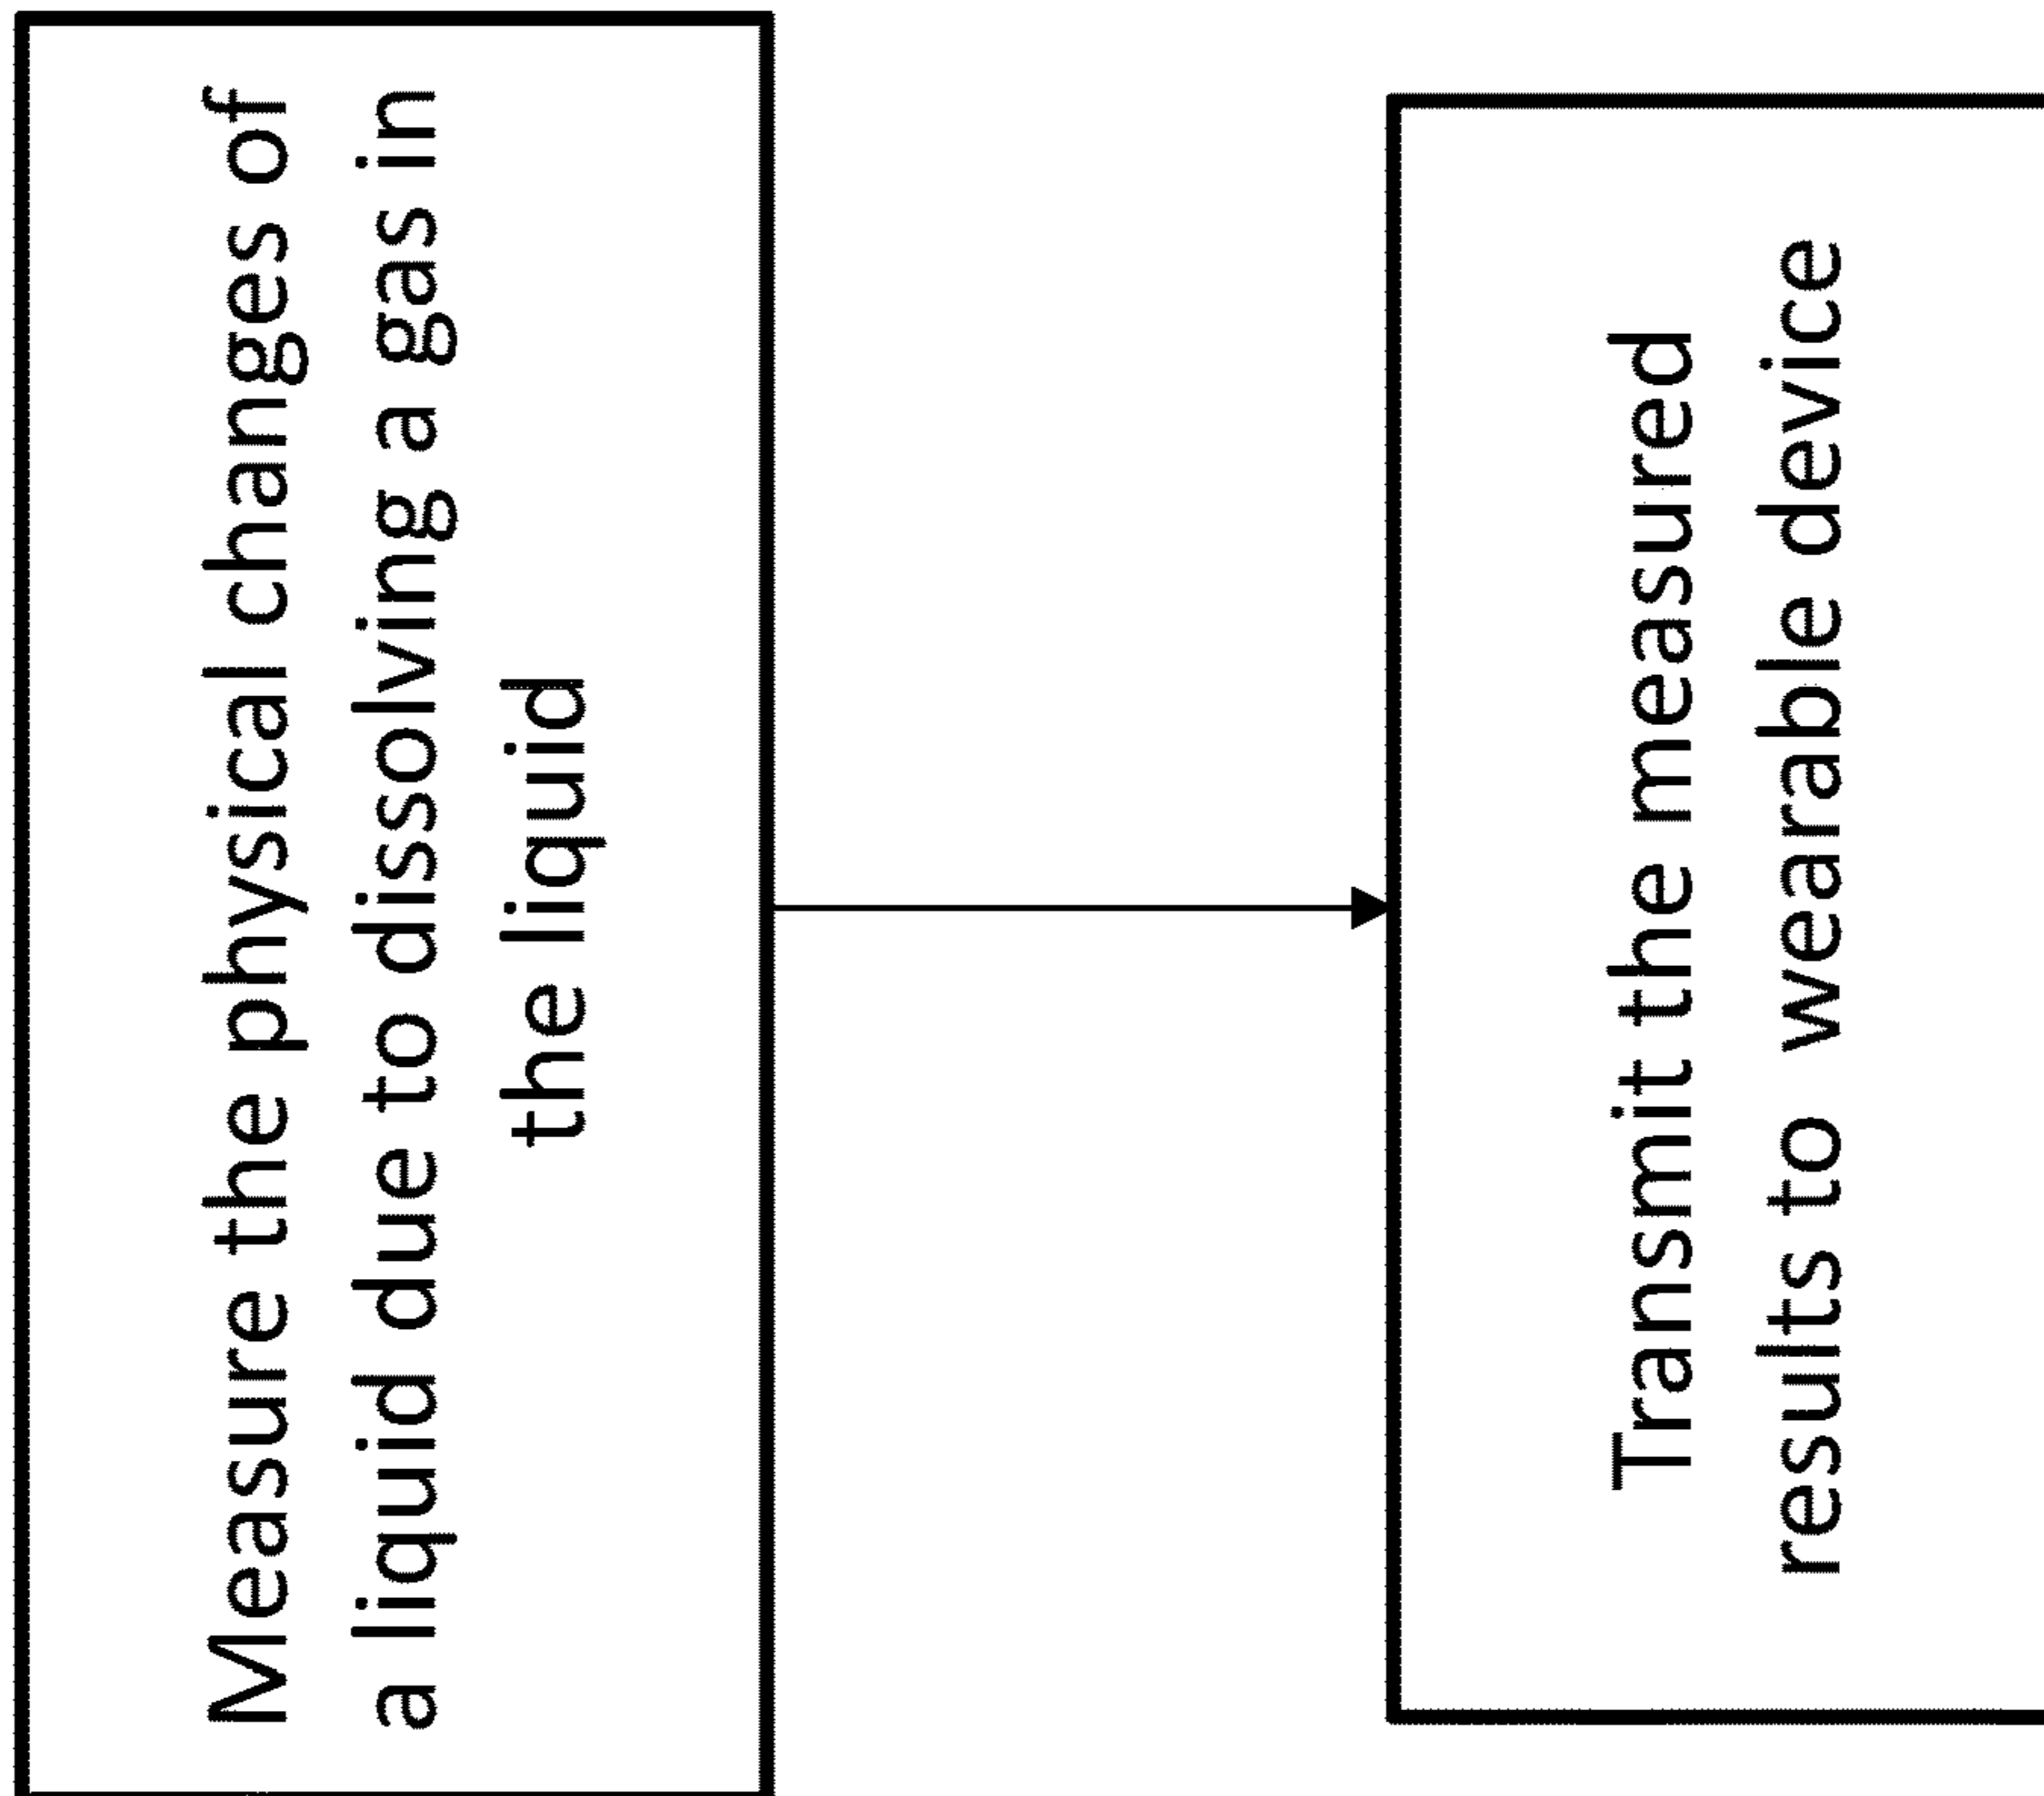 Measure the physical changes of
a liquid due to dissolving a gas in
the liquid
Transmit the measured
results to wearable device